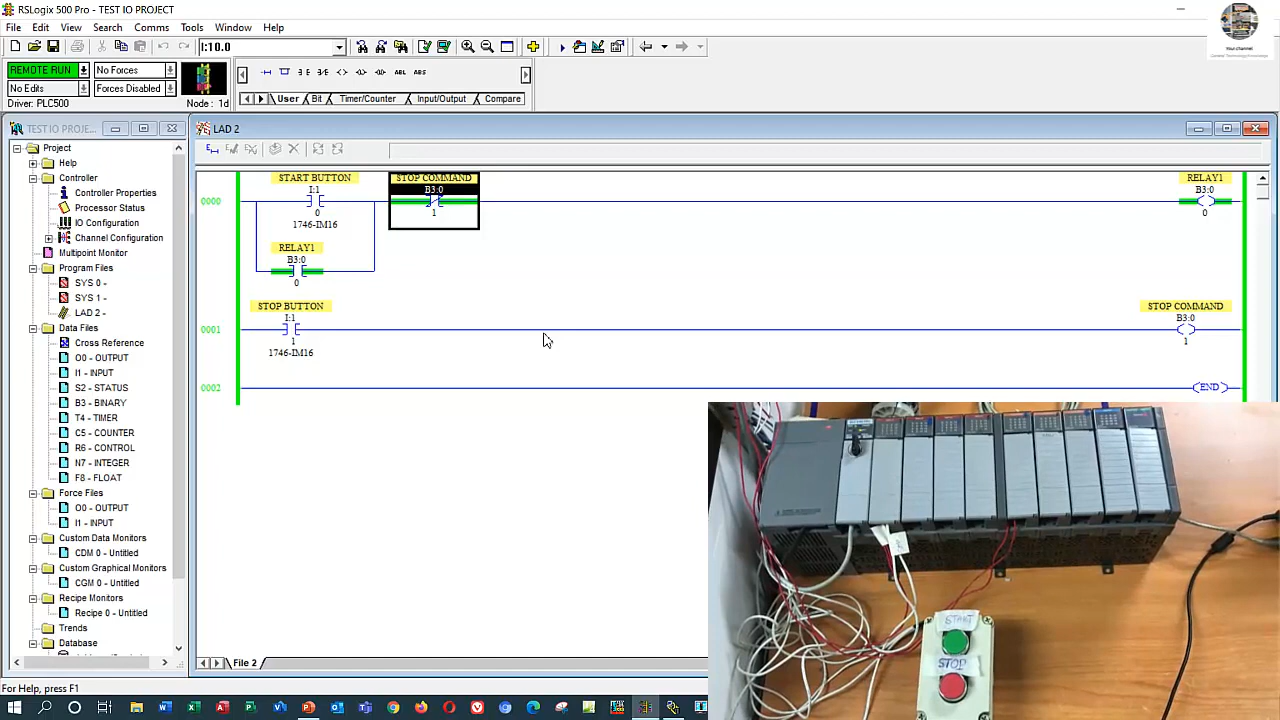 RSLogix 500 Pro - TEST IO PROJECT
File Edit View Search Comms Tools Window Help
I:1.0
REMOTE RUN No Forces
No Edits Forces Disabled
Driver: PLC500 Node : 1d
User Bit Timer/Counter Input/Output Compare
Your channel
TEST IO PROJE...
Project
Help
Controller
Controller Properties
Processor Status
IO Configuration
Channel Configuration
Multipoint Monitor
Program Files
SYS 0 -
SYS 1 -
LAD 2 -
Data Files
Cross Reference
O0 - OUTPUT
I1 - INPUT
S2 - STATUS
B3 - BINARY
T4 - TIMER
C5 - COUNTER
R6 - CONTROL
N7 - INTEGER
F8 - FLOAT
Force Files
O0 - OUTPUT
I1 - INPUT
Custom Data Monitors
CDM 0 - Untitled
Custom Graphical Monitors
CGM 0 - Untitled
Recipe Monitors
Recipe 0 - Untitled
Trends
Database
LAD 2
START BUTTON STOP COMMAND RELAY1
I:1 B3:0 B3:0
0000
0 1 0
1746-IM16
RELAY1
B3:0
0
STOP BUTTON STOP COMMAND
I:1 B3:0
0001
1 1
1746-IM16
0002 END
File 2
START
STOP
For Help, press F1